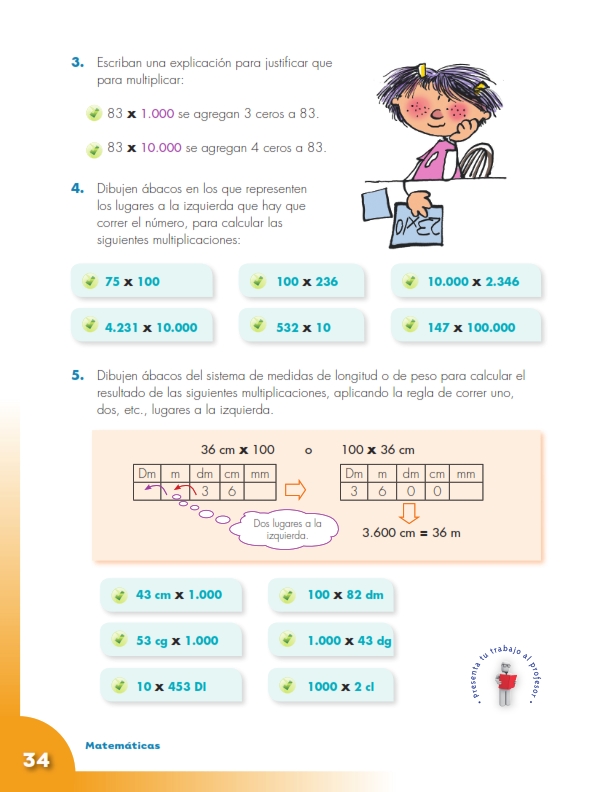 3. Escriban una explicación para justificar que
para multiplicar:
83 x 1.000 se agregan 3 ceros a 83.
83 x 10.000 se agregan 4 ceros a 83.
4. Dibujen ábacos en los que representen
los lugares a la izquierda que hay que
correr el número, para calcular las
siguientes multiplicaciones:
75 x 100
100 x 236
10.000 x 2.346
4.231 x 10.000
532 x 10
147 x 100.000
5. Dibujen ábacos del sistema de medidas de longitud o de peso para calcular el
resultado de las siguientes multiplicaciones, aplicando la regla de correr uno,
dos, etc., lugares a la izquierda.
36 cm x 100 o 100 x 36 cm
Dm m dm cm mm
3 6
Dm m dm cm mm
3 6 0 0
Dos lugares a la
izquierda.
3.600 cm = 36 m
43 cm x 1.000
100 x 82 dm
53 cg x 1.000
1.000 x 43 dg
10 x 453 Dl
1000 x 2 cl
• Presenta tu trabajo al profesor •
Matemáticas
34